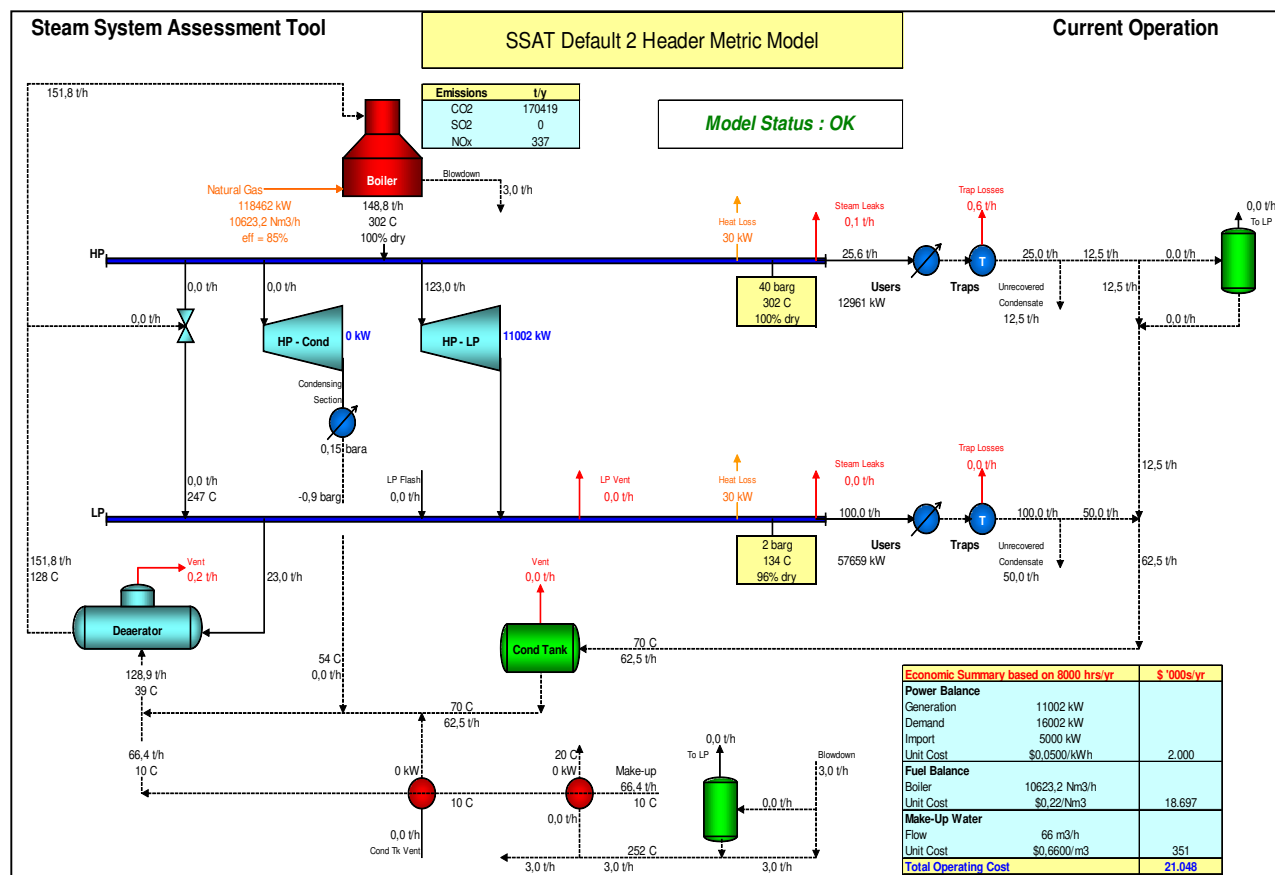 Steam System Assessment Tool
SSAT Default 2 Header Metric Model
Current Operation
151,8 t/h
Emissions t/y
CO2 170419
SO2 0
NOx 337
Model Status : OK
Boiler
Blowdown
3,0 t/h
Natural Gas
118462 kW
10623,2 Nm3/h
eff = 85%
148,8 t/h
302 C
100% dry
Heat Loss
30 kW
Steam Leaks
0,1 t/h
Trap Losses
0,6 t/h
0,0 t/h
To LP
HP
25,6 t/h
T
25,0 t/h
12,5 t/h
0,0 t/h
0,0 t/h
0,0 t/h
123,0 t/h
40 barg
302 C
100% dry
Users
12961 kW
Traps
Unrecovered
Condensate
12,5 t/h
12,5 t/h
0,0 t/h
0,0 t/h
HP - Cond
0 kW
HP - LP
11002 kW
Condensing
Section
0,15 bara
0,0 t/h
247 C
-0,9 barg
LP Flash
0,0 t/h
LP Vent
0,0 t/h
Heat Loss
30 kW
Steam Leaks
0,0 t/h
Trap Losses
0,0 t/h
12,5 t/h
LP
100,0 t/h
T
100,0 t/h
50,0 t/h
2 barg
134 C
96% dry
Users
57659 kW
Traps
Unrecovered
Condensate
50,0 t/h
62,5 t/h
151,8 t/h
128 C
Vent
0,2 t/h
23,0 t/h
Vent
0,0 t/h
Deaerator
Cond Tank
70 C
62,5 t/h
54 C
0,0 t/h
128,9 t/h
39 C
70 C
62,5 t/h
66,4 t/h
10 C
0 kW
10 C
20 C
0 kW
Make-up
66,4 t/h
10 C
0,0 t/h
To LP
Blowdown
3,0 t/h
0,0 t/h
0,0 t/h
Cond Tk Vent
0,0 t/h
252 C
3,0 t/h
3,0 t/h
3,0 t/h
Economic Summary based on 8000 hrs/yr $ '000s/yr
Power Balance
Generation 11002 kW
Demand 16002 kW
Import 5000 kW
Unit Cost $0,0500/kWh 2.000
Fuel Balance
Boiler 10623,2 Nm3/h
Unit Cost $0,22/Nm3 18.697
Make-Up Water
Flow 66 m3/h
Unit Cost $0,6600/m3 351
Total Operating Cost 21.048